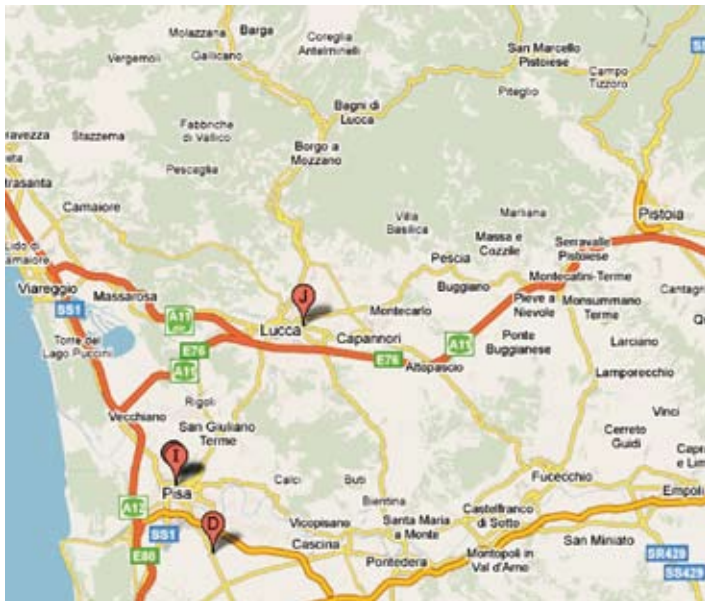 Molazzana
Barga
Coreglia
Antelminelli
Vergemoli
Gallicano
San Marcello
Pistoiese
Campo
Tizzoro
Piteglio
Bagni di
Lucca
Fabbriche
di Vallico
Stazzema
Borgo a
Mozzano
Pescaglia
ravezza
eta
trasanta
Camaiore
Villa
Basilica
Marliana
Pistoia
Massa e
Cozzile
Serravalle
Pistoiese
Lido di
amaiore
Pescia
Buggiano
Montecatini-Terme
Viareggio
Massarosa
SS1
A11
J
Lucca
Montecarlo
Pieve a
Nievole
Monsummano
Terme
Capannori
Torre del
Lago Puccini
E76
A11
E76
A11
Altopascio
Ponte
Buggianese
Larciano
Lamporecchio
Rigoli
Vecchiano
San Giuliano
Terme
Vinci
Cerreto
Guidi
I
Pisa
Calci
Buti
Bientina
Fucecchio
Empoli
A12
SS1
D
Vicopisano
Cascina
Santa Maria
a Monte
Castelfranco
di Sotto
San Miniato
E80
Pontedera
Montopoli in
Val d'Arno
SR429
SS429